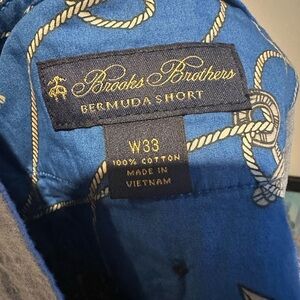 Brooks Brothers
BERMUDA SHORT
W33
100% COTTON
MADE IN
VIETNAM